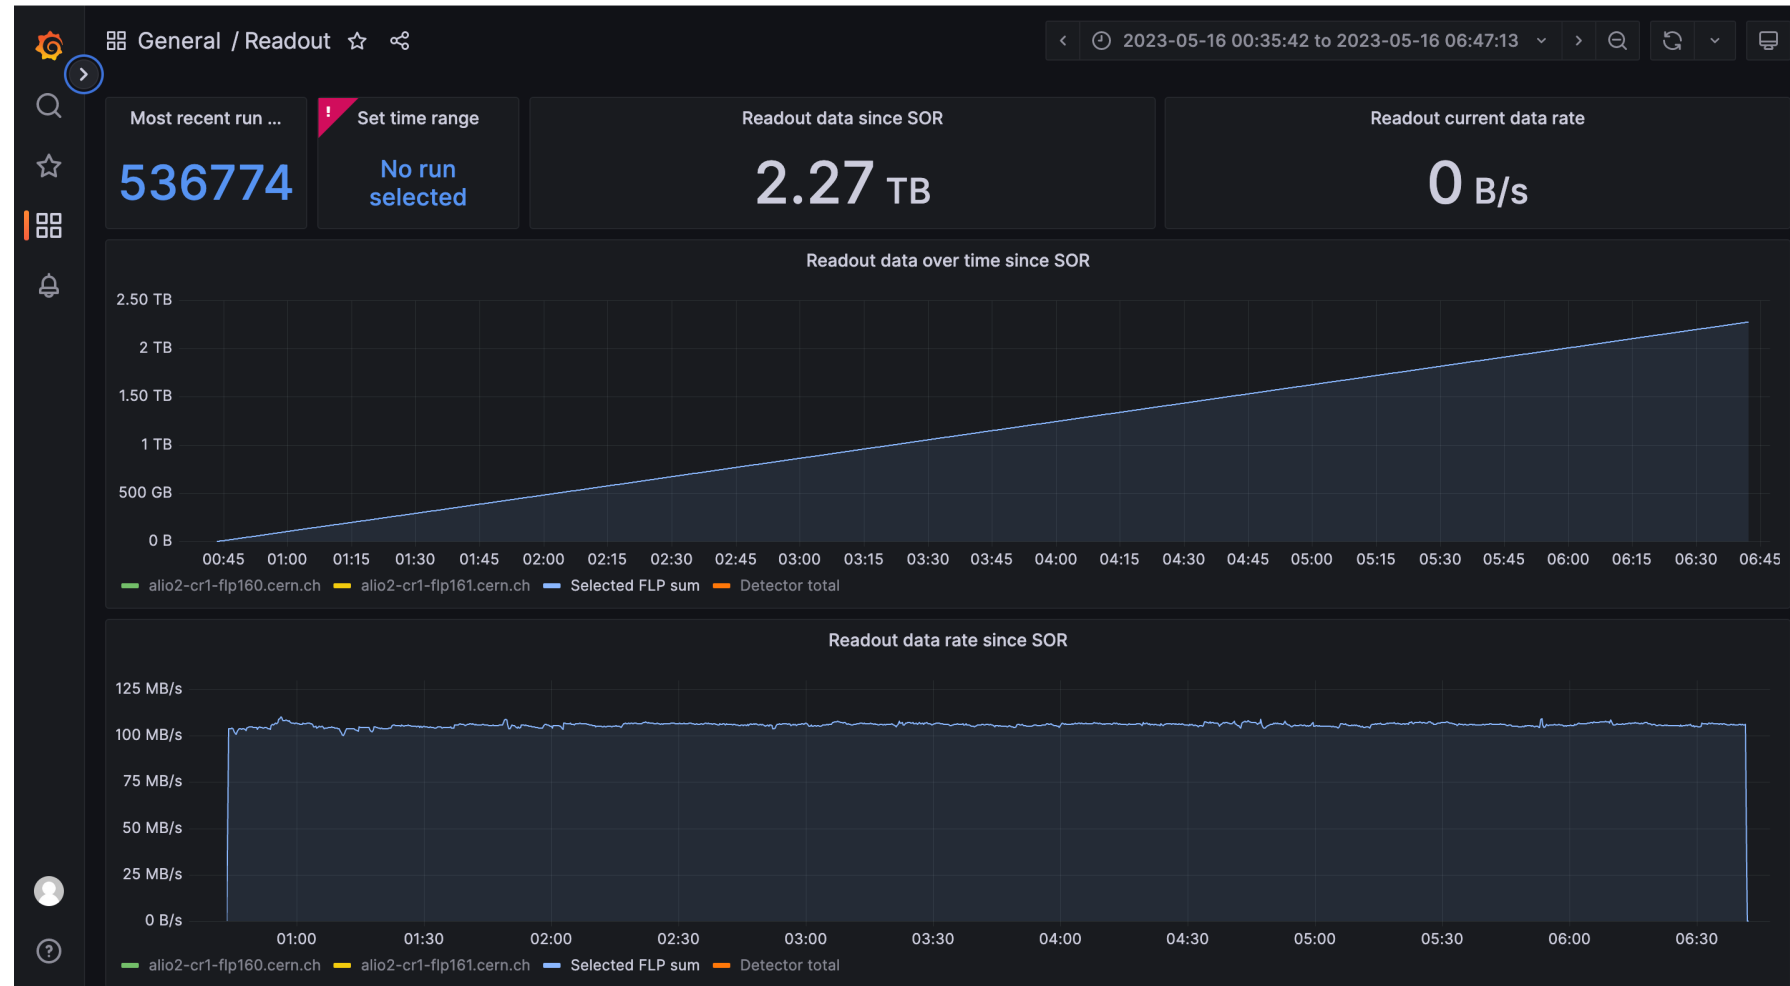 General / Readout
2023-05-16 00:35:42 to 2023-05-16 06:47:13
Most recent run ...
536774
!
Set time range
No run
selected
Readout data since SOR
2.27 TB
Readout current data rate
0 B/s
Readout data over time since SOR
2.50 TB
2 TB
1.50 TB
1 TB
500 GB
0 B
00:45 01:00 01:15 01:30 01:45 02:00 02:15 02:30 02:45 03:00 03:15 03:30 03:45 04:00 04:15 04:30 04:45 05:00 05:15 05:30 05:45 06:00 06:15 06:30 06:45
alio2-cr1-flp160.cern.ch alio2-cr1-flp161.cern.ch Selected FLP sum Detector total
Readout data rate since SOR
125 MB/s
100 MB/s
75 MB/s
50 MB/s
25 MB/s
0 B/s
01:00 01:30 02:00 02:30 03:00 03:30 04:00 04:30 05:00 05:30 06:00 06:30
alio2-cr1-flp160.cern.ch alio2-cr1-flp161.cern.ch Selected FLP sum Detector total